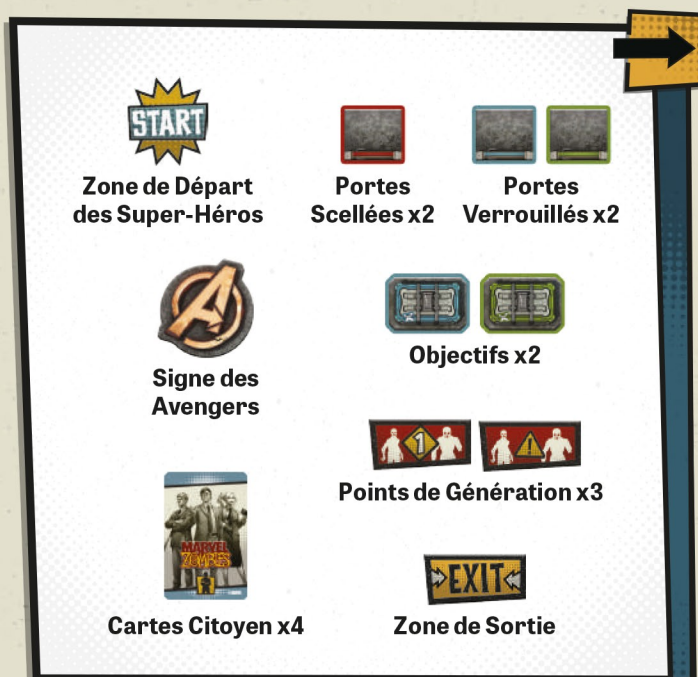 START
Zone de Départ
des Super-Héros
Portes
Scellées x2
Portes
Verrouillés x2
Signe des
Avengers
Objectifs x2
1
Points de Génération x3
MARVEL
ZOMBIES
Cartes Citoyen x4
EXIT
Zone de Sortie